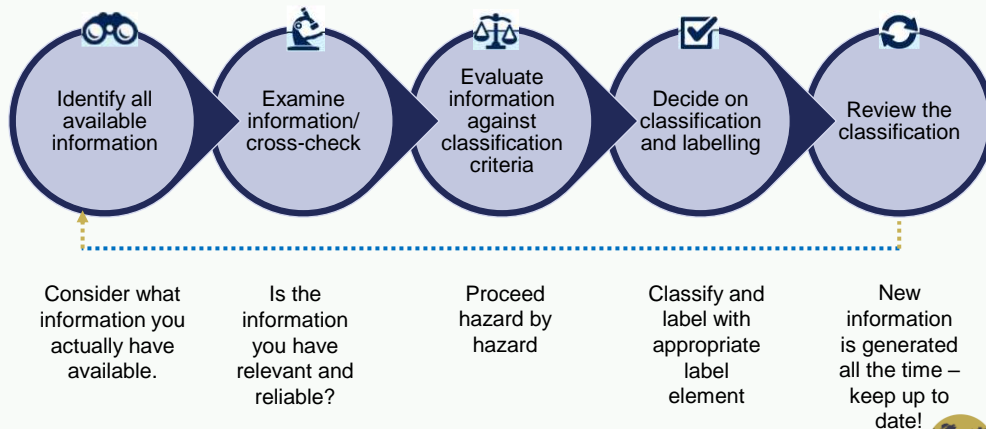 Identify all
available
information
Examine
information/
cross-check
Evaluate
information
against
classification
criteria
Decide on
classification
and labelling
Review the
classification
Consider what
information you
actually have
available.
Is the
information
you have
relevant and
reliable?
Proceed
hazard by
hazard
Classify and
label with
appropriate
label
element
New
information
is generated
all the time –
keep up to
date!